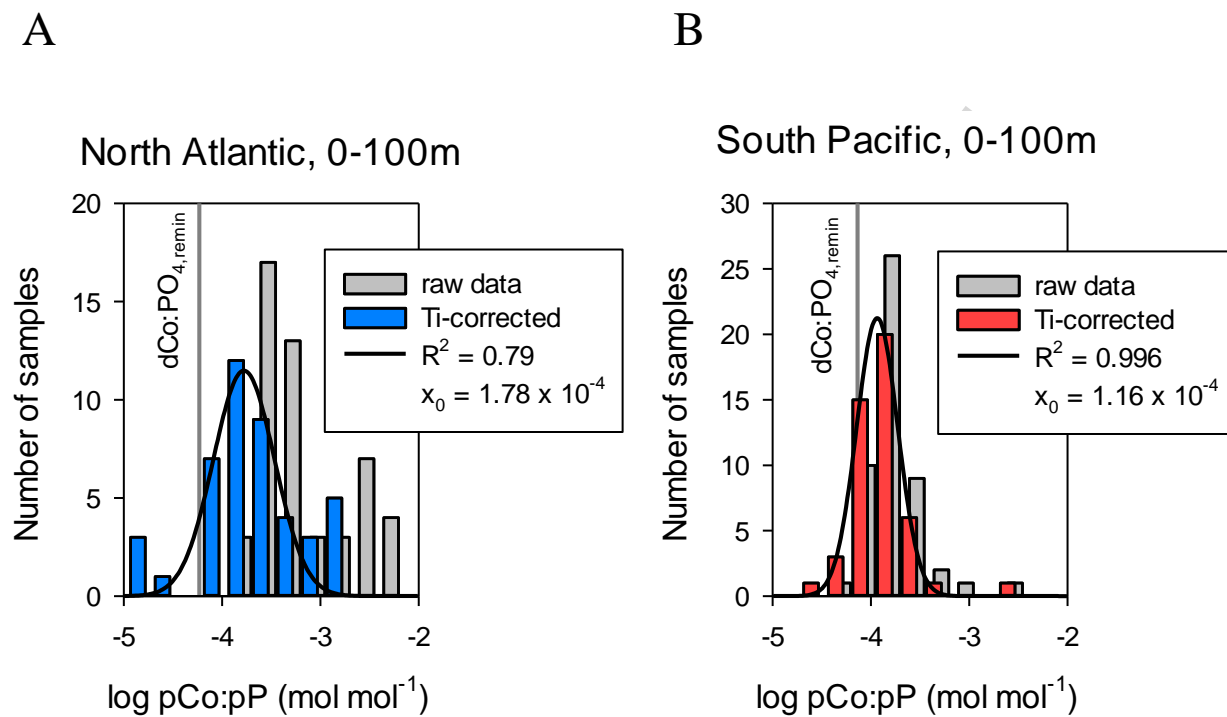 A
B
North Atlantic, 0-100m
South Pacific, 0-100m
20
15
10
5
0
Number of samples
dCo:PO₄,remin
raw data
Ti-corrected
R² = 0.79
x₀ = 1.78 x 10⁻⁴
-5 -4 -3 -2
log pCo:pP (mol mol⁻¹)
30
25
20
15
10
5
0
Number of samples
dCo:PO₄,remin
raw data
Ti-corrected
R² = 0.996
x₀ = 1.16 x 10⁻⁴
-5 -4 -3 -2
log pCo:pP (mol mol⁻¹)